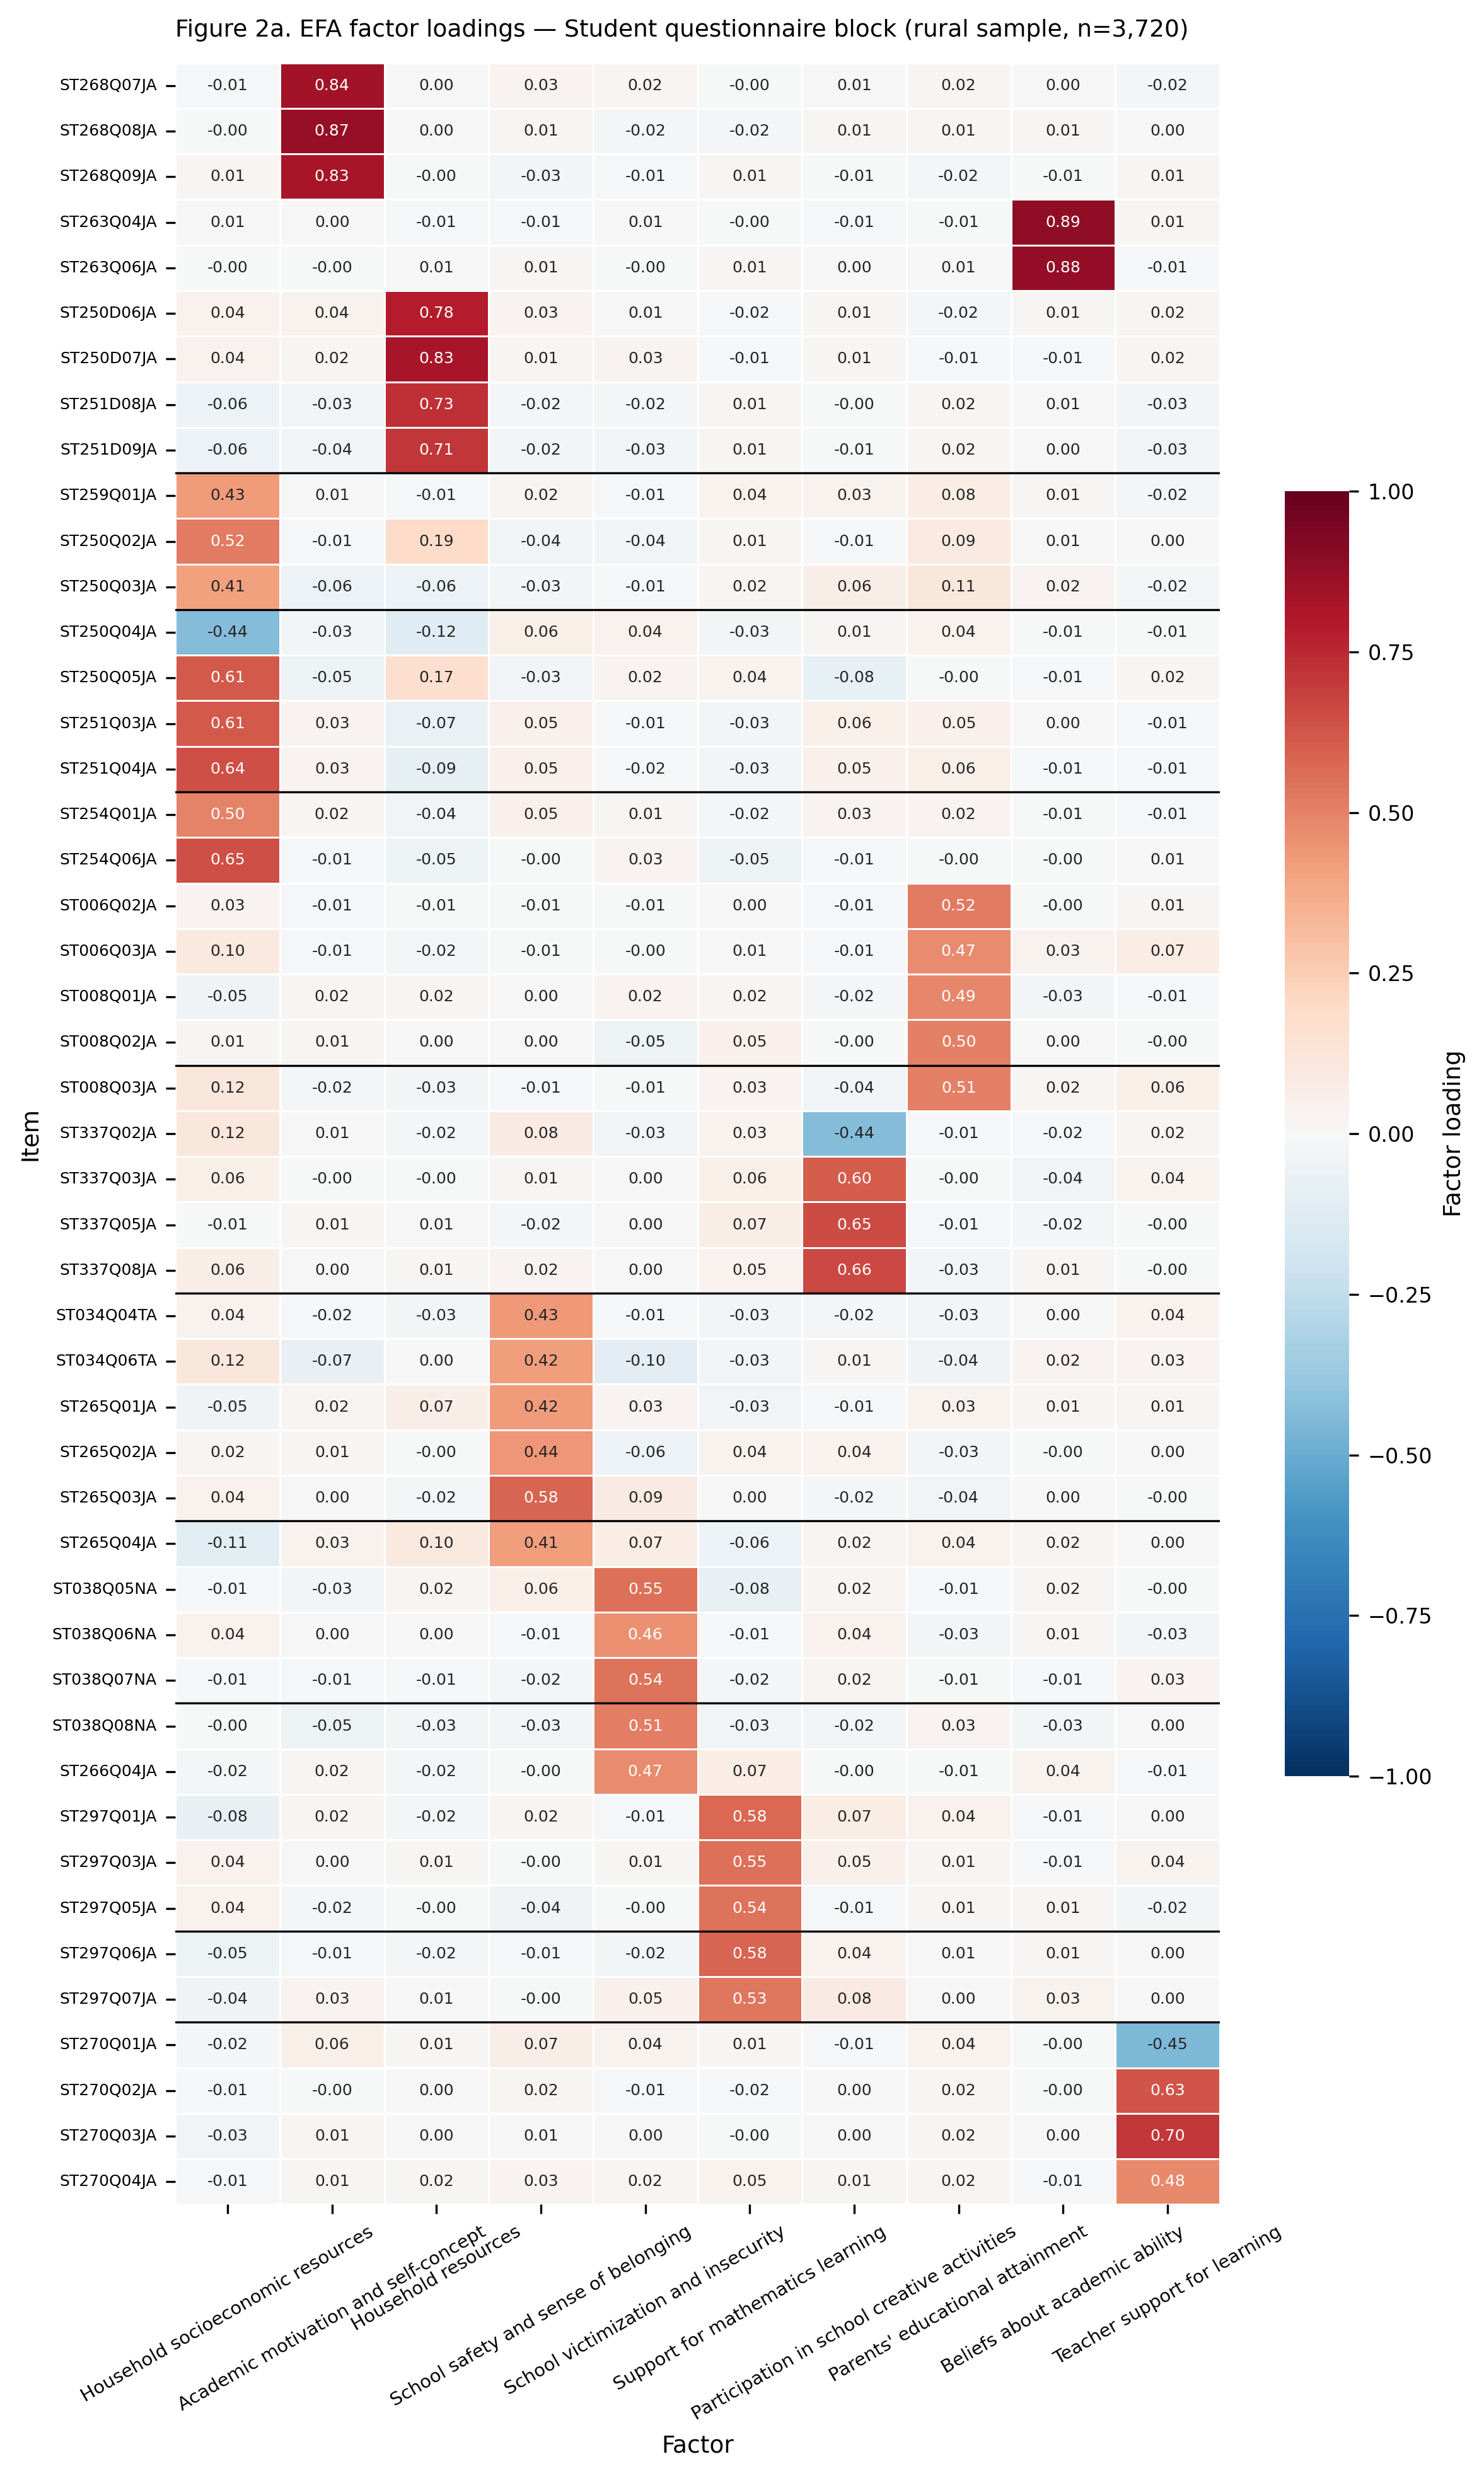 Figure 2a. EFA factor loadings — Student questionnaire block (rural sample, n=3,720)
ST268Q07JA -0.01 0.84 0.00 0.03 0.02 -0.00 0.01 0.02 0.00 -0.02
ST268Q08JA -0.00 0.87 0.00 0.01 -0.02 -0.02 0.01 0.01 0.01 0.00
ST268Q09JA 0.01 0.83 -0.00 -0.03 -0.01 0.01 -0.01 -0.02 -0.01 0.01
ST263Q04JA 0.01 0.00 -0.01 -0.01 0.01 -0.00 -0.01 -0.01 0.89 0.01
ST263Q06JA -0.00 -0.00 0.01 0.01 -0.00 0.01 0.00 0.01 0.88 -0.01
ST250D06JA 0.04 0.04 0.78 0.03 0.01 -0.02 0.01 -0.02 0.01 0.02
ST250D07JA 0.04 0.02 0.83 0.01 0.03 -0.01 0.01 -0.01 -0.01 0.02
ST251D08JA -0.06 -0.03 0.73 -0.02 -0.02 0.01 -0.00 0.02 0.01 -0.03
ST251D09JA -0.06 -0.04 0.71 -0.02 -0.03 0.01 -0.01 0.02 0.00 -0.03
ST259Q01JA 0.43 0.01 -0.01 0.02 -0.01 0.04 0.03 0.08 0.01 -0.02
ST250Q02JA 0.52 -0.01 0.19 -0.04 -0.04 0.01 -0.01 0.09 0.01 0.00
ST250Q03JA 0.41 -0.06 -0.06 -0.03 -0.01 0.02 0.06 0.11 0.02 -0.02
ST250Q04JA -0.44 -0.03 -0.12 0.06 0.04 -0.03 0.01 0.04 -0.01 -0.01
ST250Q05JA 0.61 -0.05 0.17 -0.03 0.02 0.04 -0.08 -0.00 -0.01 0.02
ST251Q03JA 0.61 0.03 -0.07 0.05 -0.01 -0.03 0.06 0.05 0.00 -0.01
ST251Q04JA 0.64 0.03 -0.09 0.05 -0.02 -0.03 0.05 0.06 -0.01 -0.01
ST254Q01JA 0.50 0.02 -0.04 0.05 0.01 -0.02 0.03 0.02 -0.01 -0.01
ST254Q06JA 0.65 -0.01 -0.05 -0.00 0.03 -0.05 -0.01 -0.00 -0.00 0.01
ST006Q02JA 0.03 -0.01 -0.01 -0.01 -0.01 0.00 -0.01 0.52 -0.00 0.01
ST006Q03JA 0.10 -0.01 -0.02 -0.01 -0.00 0.01 -0.01 0.47 0.03 0.07
ST008Q01JA -0.05 0.02 0.02 0.00 0.02 0.02 -0.02 0.49 -0.03 -0.01
ST008Q02JA 0.01 0.01 0.00 0.00 -0.05 0.05 -0.00 0.50 0.00 -0.00
ST008Q03JA 0.12 -0.02 -0.03 -0.01 -0.01 0.03 -0.04 0.51 0.02 0.06
ST337Q02JA 0.12 0.01 -0.02 0.08 -0.03 0.03 -0.44 -0.01 -0.02 0.02
ST337Q03JA 0.06 -0.00 -0.00 0.01 0.00 0.06 0.60 -0.00 -0.04 0.04
ST337Q05JA -0.01 0.01 0.01 -0.02 0.00 0.07 0.65 -0.01 -0.02 -0.00
ST337Q08JA 0.06 0.00 0.01 0.02 0.00 0.05 0.66 -0.03 0.01 -0.00
ST034Q04TA 0.04 -0.02 -0.03 0.43 -0.01 -0.03 -0.02 -0.03 0.00 0.04
ST034Q06TA 0.12 -0.07 0.00 0.42 -0.10 -0.03 0.01 -0.04 0.02 0.03
ST265Q01JA -0.05 0.02 0.07 0.42 0.03 -0.03 -0.01 0.03 0.01 0.01
ST265Q02JA 0.02 0.01 -0.00 0.44 -0.06 0.04 0.04 -0.03 -0.00 0.00
ST265Q03JA 0.04 0.00 -0.02 0.58 0.09 0.00 -0.02 -0.04 0.00 -0.00
ST265Q04JA -0.11 0.03 0.10 0.41 0.07 -0.06 0.02 0.04 0.02 0.00
ST038Q05NA -0.01 -0.03 0.02 0.06 0.55 -0.08 0.02 -0.01 0.02 -0.00
ST038Q06NA 0.04 0.00 0.00 -0.01 0.46 -0.01 0.04 -0.03 0.01 -0.03
ST038Q07NA -0.01 -0.01 -0.01 -0.02 0.54 -0.02 0.02 -0.01 -0.01 0.03
ST038Q08NA -0.00 -0.05 -0.03 -0.03 0.51 -0.03 -0.02 0.03 -0.03 0.00
ST266Q04JA -0.02 0.02 -0.02 -0.00 0.47 0.07 -0.00 -0.01 0.04 -0.01
ST297Q01JA -0.08 0.02 -0.02 0.02 -0.01 0.58 0.07 0.04 -0.01 0.00
ST297Q03JA 0.04 0.00 0.01 -0.00 0.01 0.55 0.05 0.01 -0.01 0.04
ST297Q05JA 0.04 -0.02 -0.00 -0.04 -0.00 0.54 -0.01 0.01 0.01 -0.02
ST297Q06JA -0.05 -0.01 -0.02 -0.01 -0.02 0.58 0.04 0.01 0.01 0.00
ST297Q07JA -0.04 0.03 0.01 -0.00 0.05 0.53 0.08 0.00 0.03 0.00
ST270Q01JA -0.02 0.06 0.01 0.07 0.04 0.01 -0.01 0.04 -0.00 -0.45
ST270Q02JA -0.01 -0.00 0.00 0.02 -0.01 -0.02 0.00 0.02 -0.00 0.63
ST270Q03JA -0.03 0.01 0.00 0.01 0.00 -0.00 0.00 0.02 0.00 0.70
ST270Q04JA -0.01 0.01 0.02 0.03 0.02 0.05 0.01 0.02 -0.01 0.48
Item
Household socioeconomic resources
Academic motivation and self-concept
Household resources
School safety and sense of belonging
School victimization and insecurity
Support for mathematics learning
Participation in school creative activities
Parents' educational attainment
Beliefs about academic ability
Teacher support for learning
Factor
1.00
0.75
0.50
0.25
0.00
−0.25
−0.50
−0.75
−1.00
Factor loading